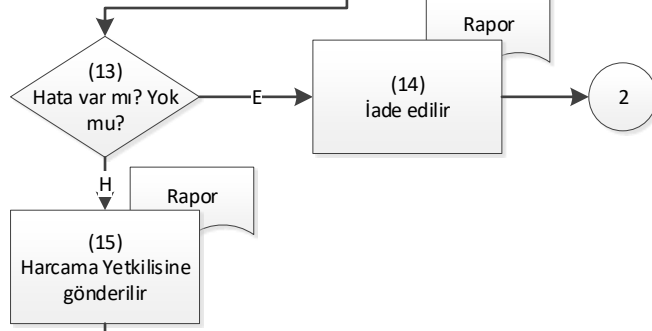 Rapor
(13)
Hata var mı? Yok
mu?
E
(14)
İade edilir
2
H
Rapor
(15)
Harcama Yetkilisine
gönderilir